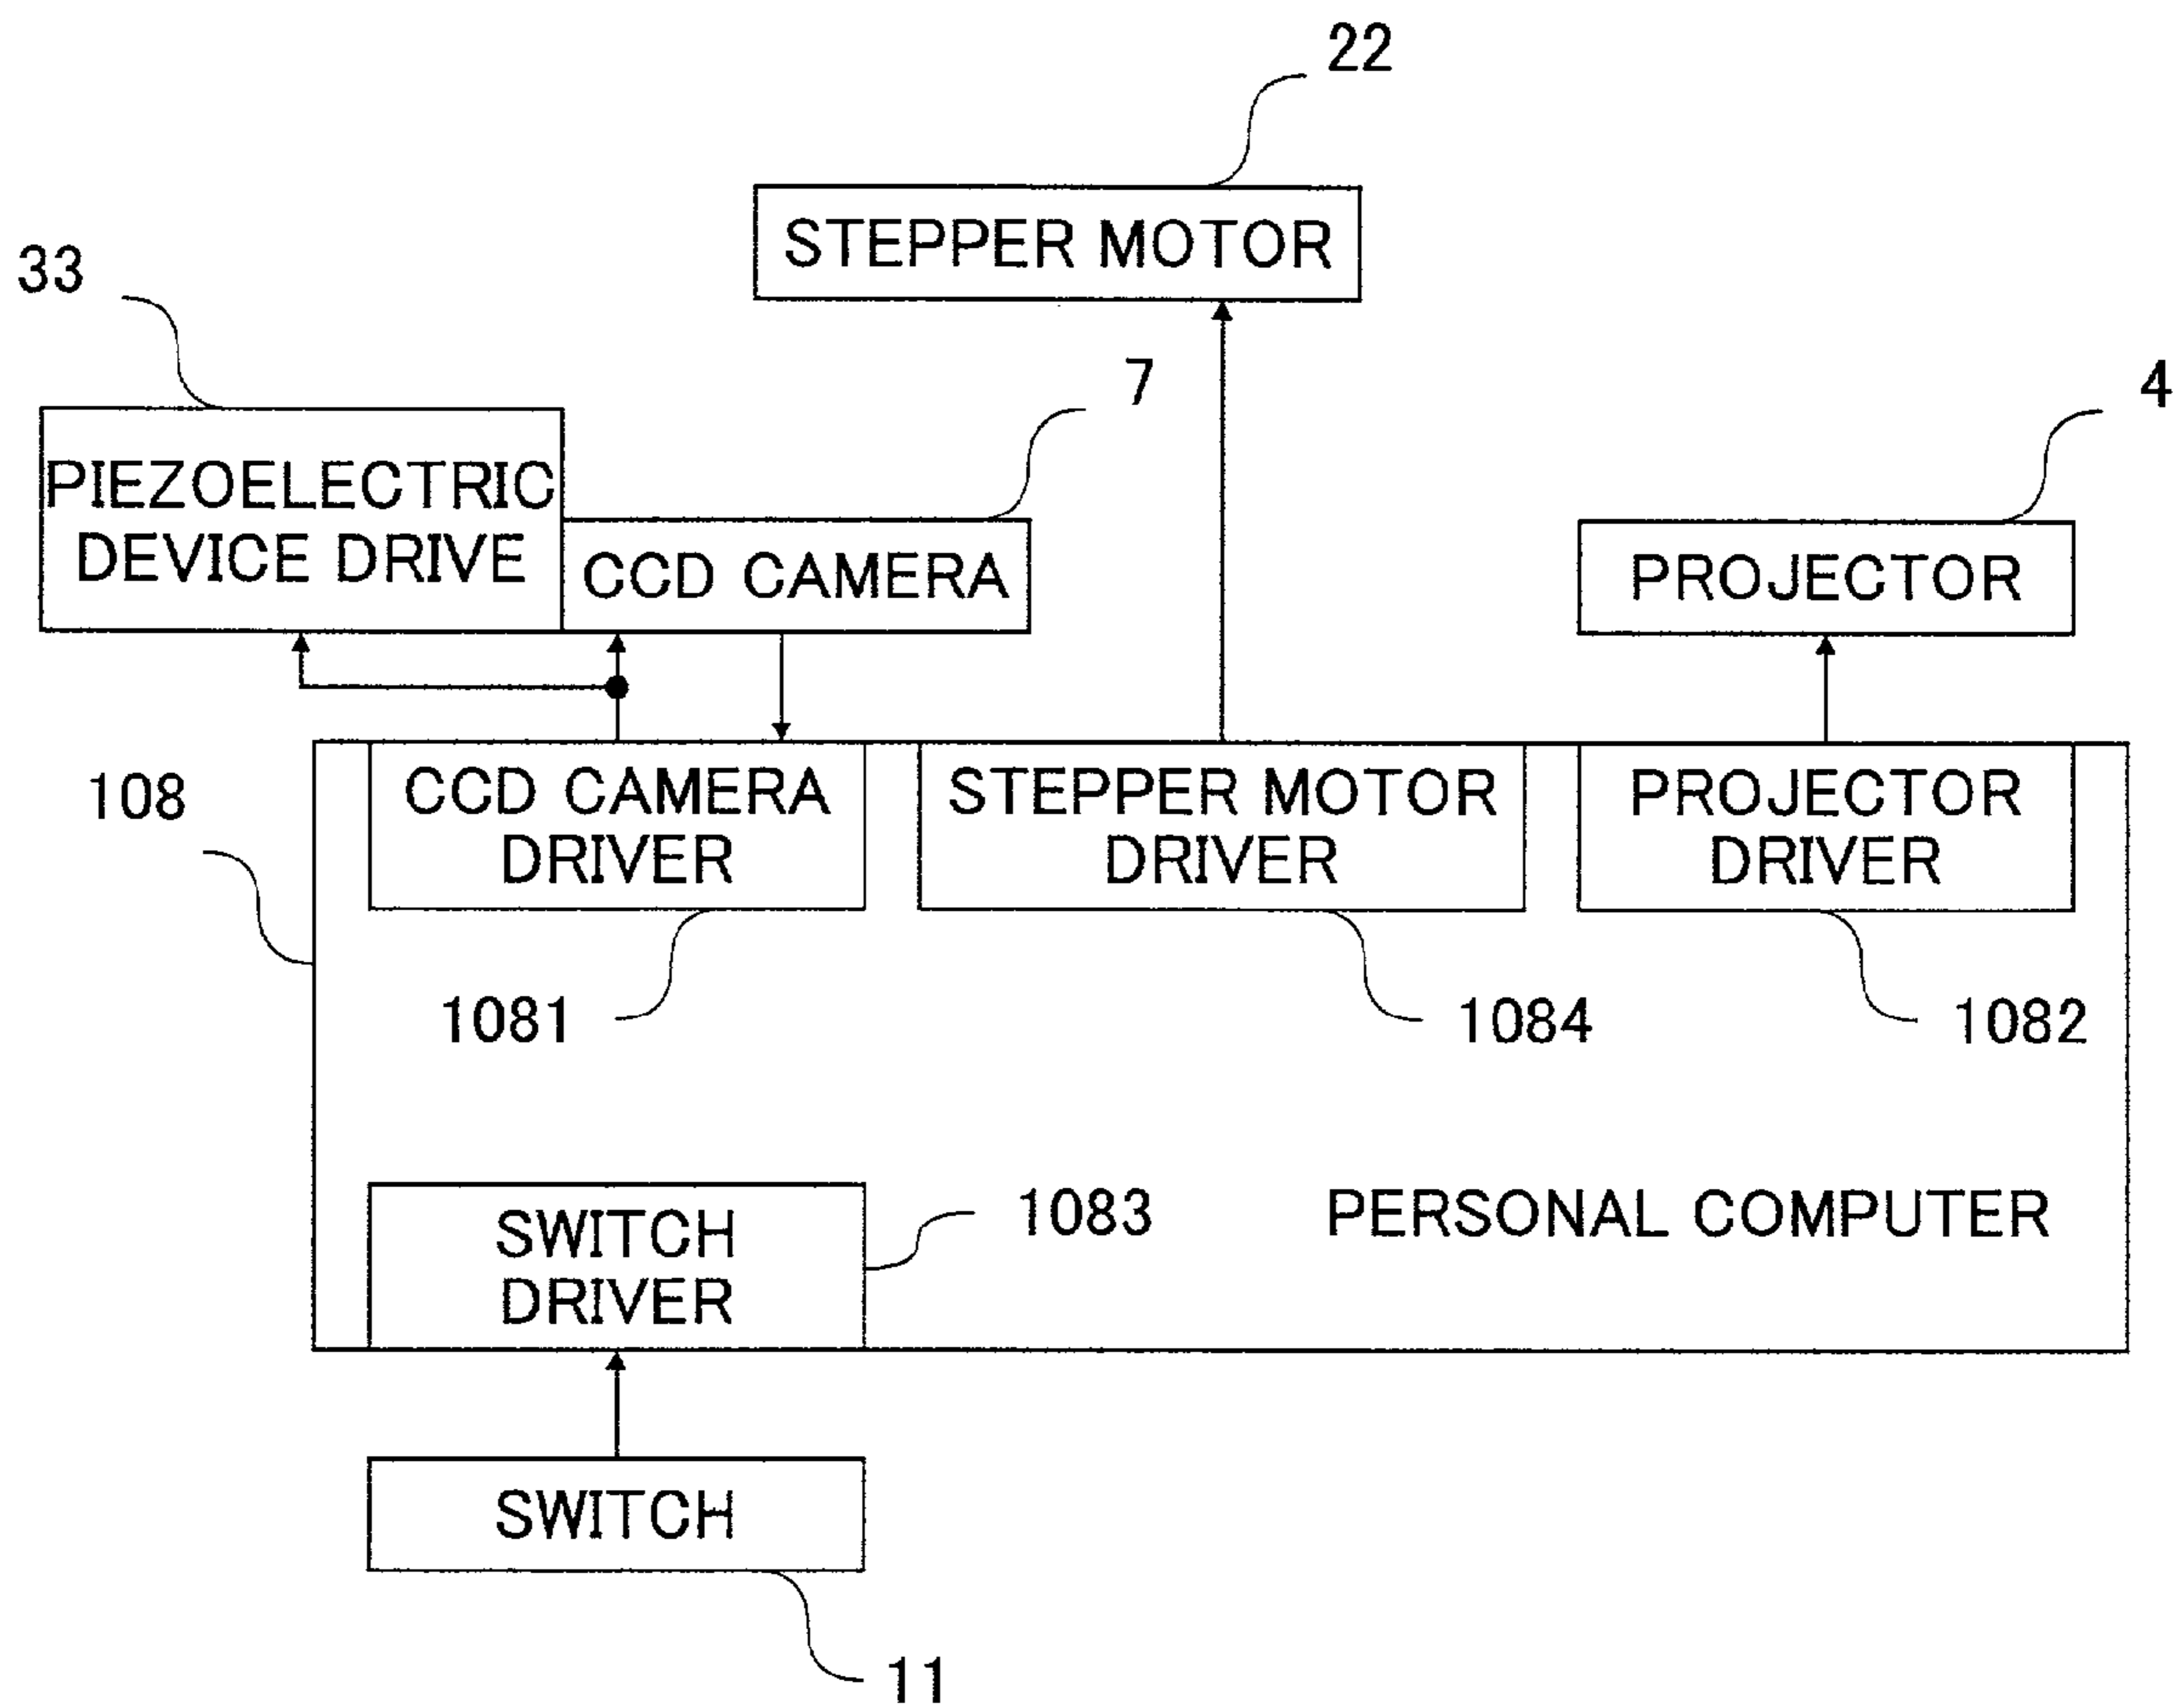 22
STEPPER MOTOR
33
7
4
PIEZOELECTRIC
DEVICE DRIVE
CCD CAMERA
PROJECTOR
108
CCD CAMERA
DRIVER
STEPPER MOTOR
DRIVER
PROJECTOR
DRIVER
1081
1084
1082
SWITCH
DRIVER
1083
PERSONAL COMPUTER
SWITCH
11